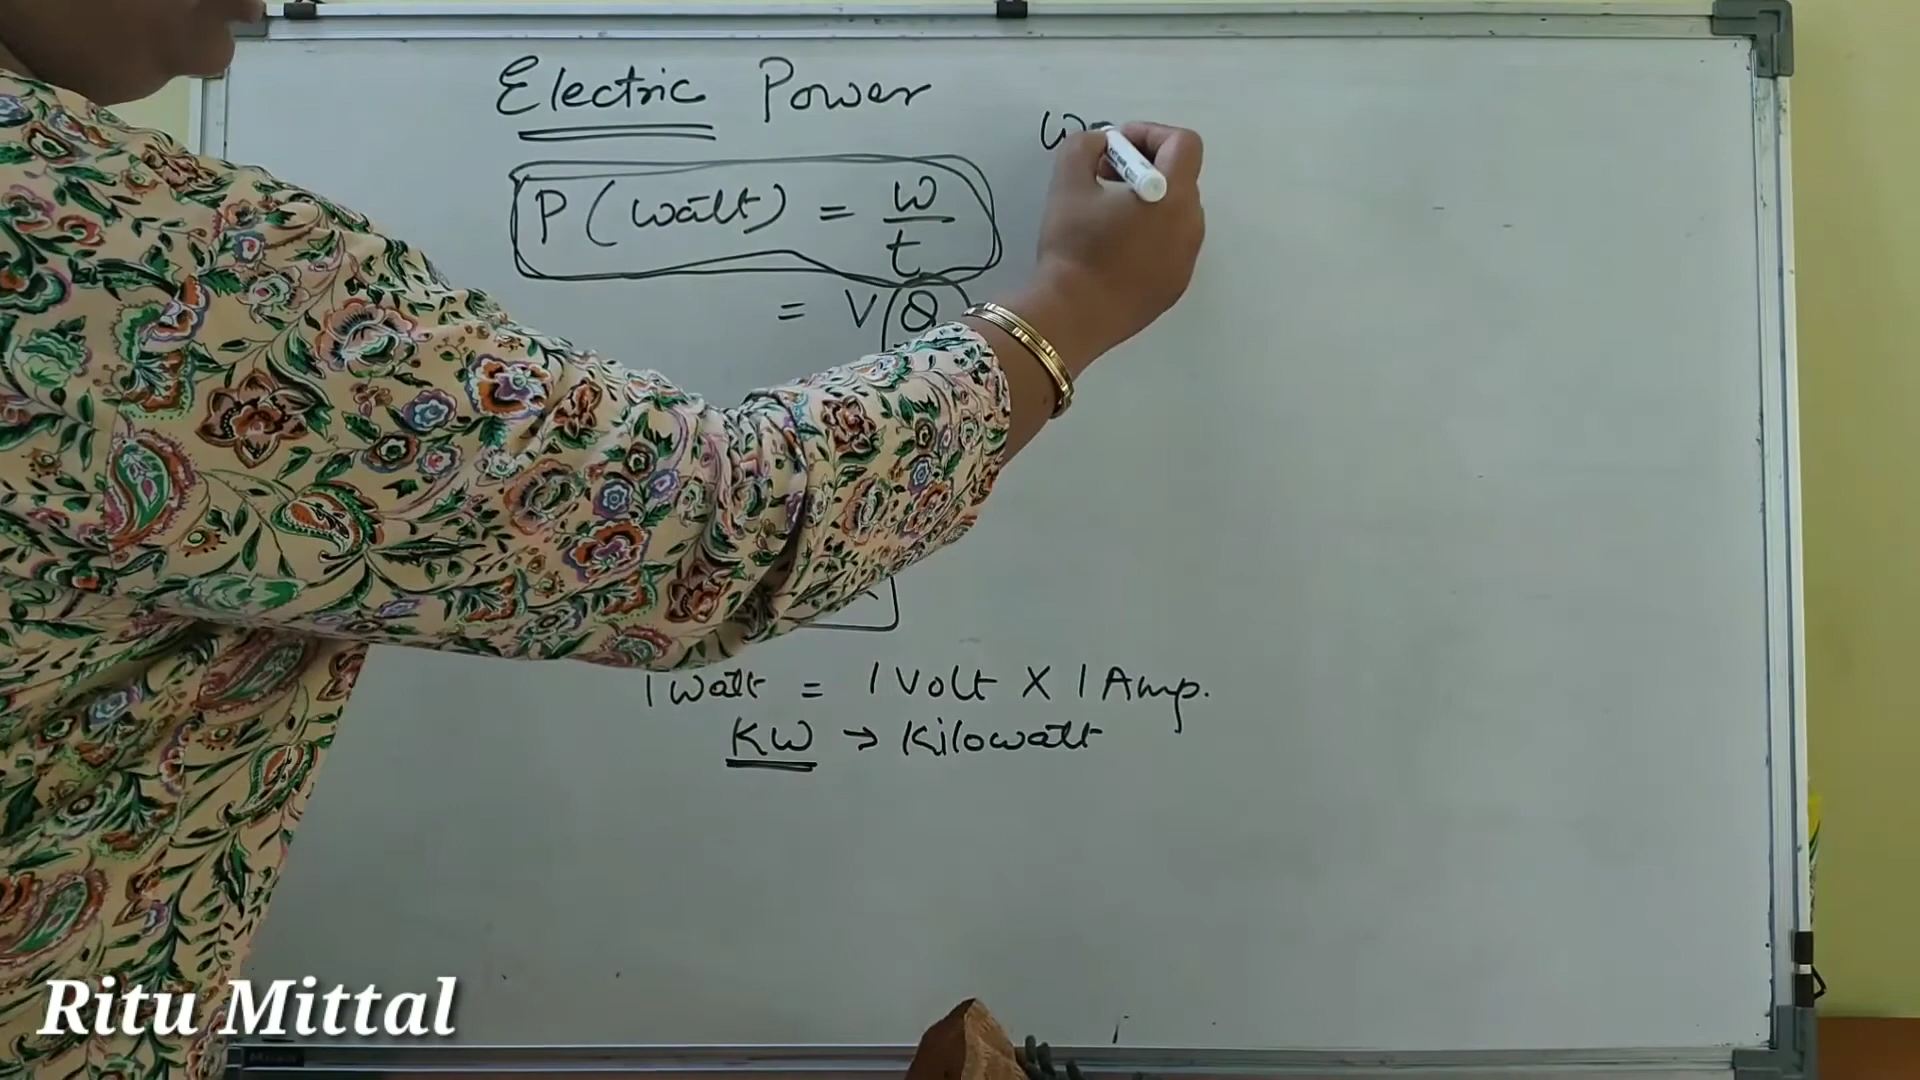 Electric Power
P (watt) = W/t
= V Q
1 Watt = 1 Volt X 1 Amp.
KW → Kilowatt
Ritu Mittal